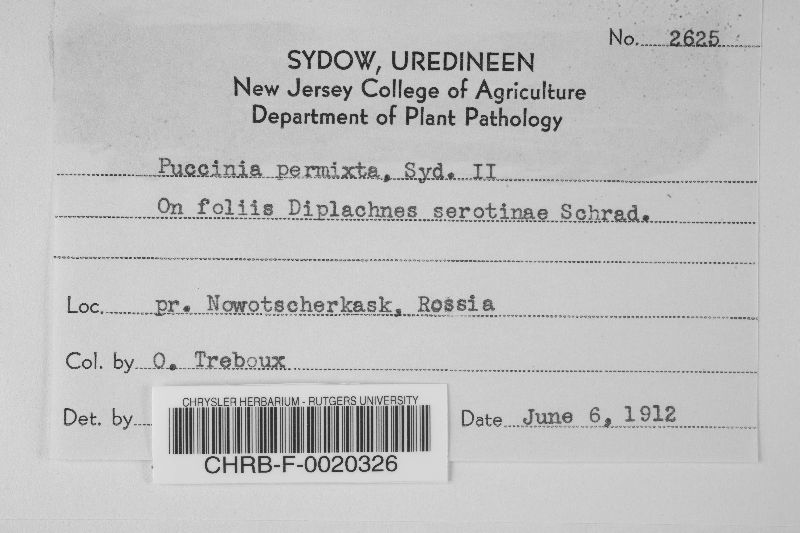 No. 2625
SYDOW, UREDINEEN
New Jersey College of Agriculture
Department of Plant Pathology
Puccinia permixta, Syd. II
On foliis Diplachnes serotinae Schrad.
Loc. pr. Nowotscherkask, Rossia
Col. by O. Treboux
Det. by
Date June 6, 1912
CHRYSLER HERBARIUM - RUTGERS UNIVERSITY
CHRB-F-0020326